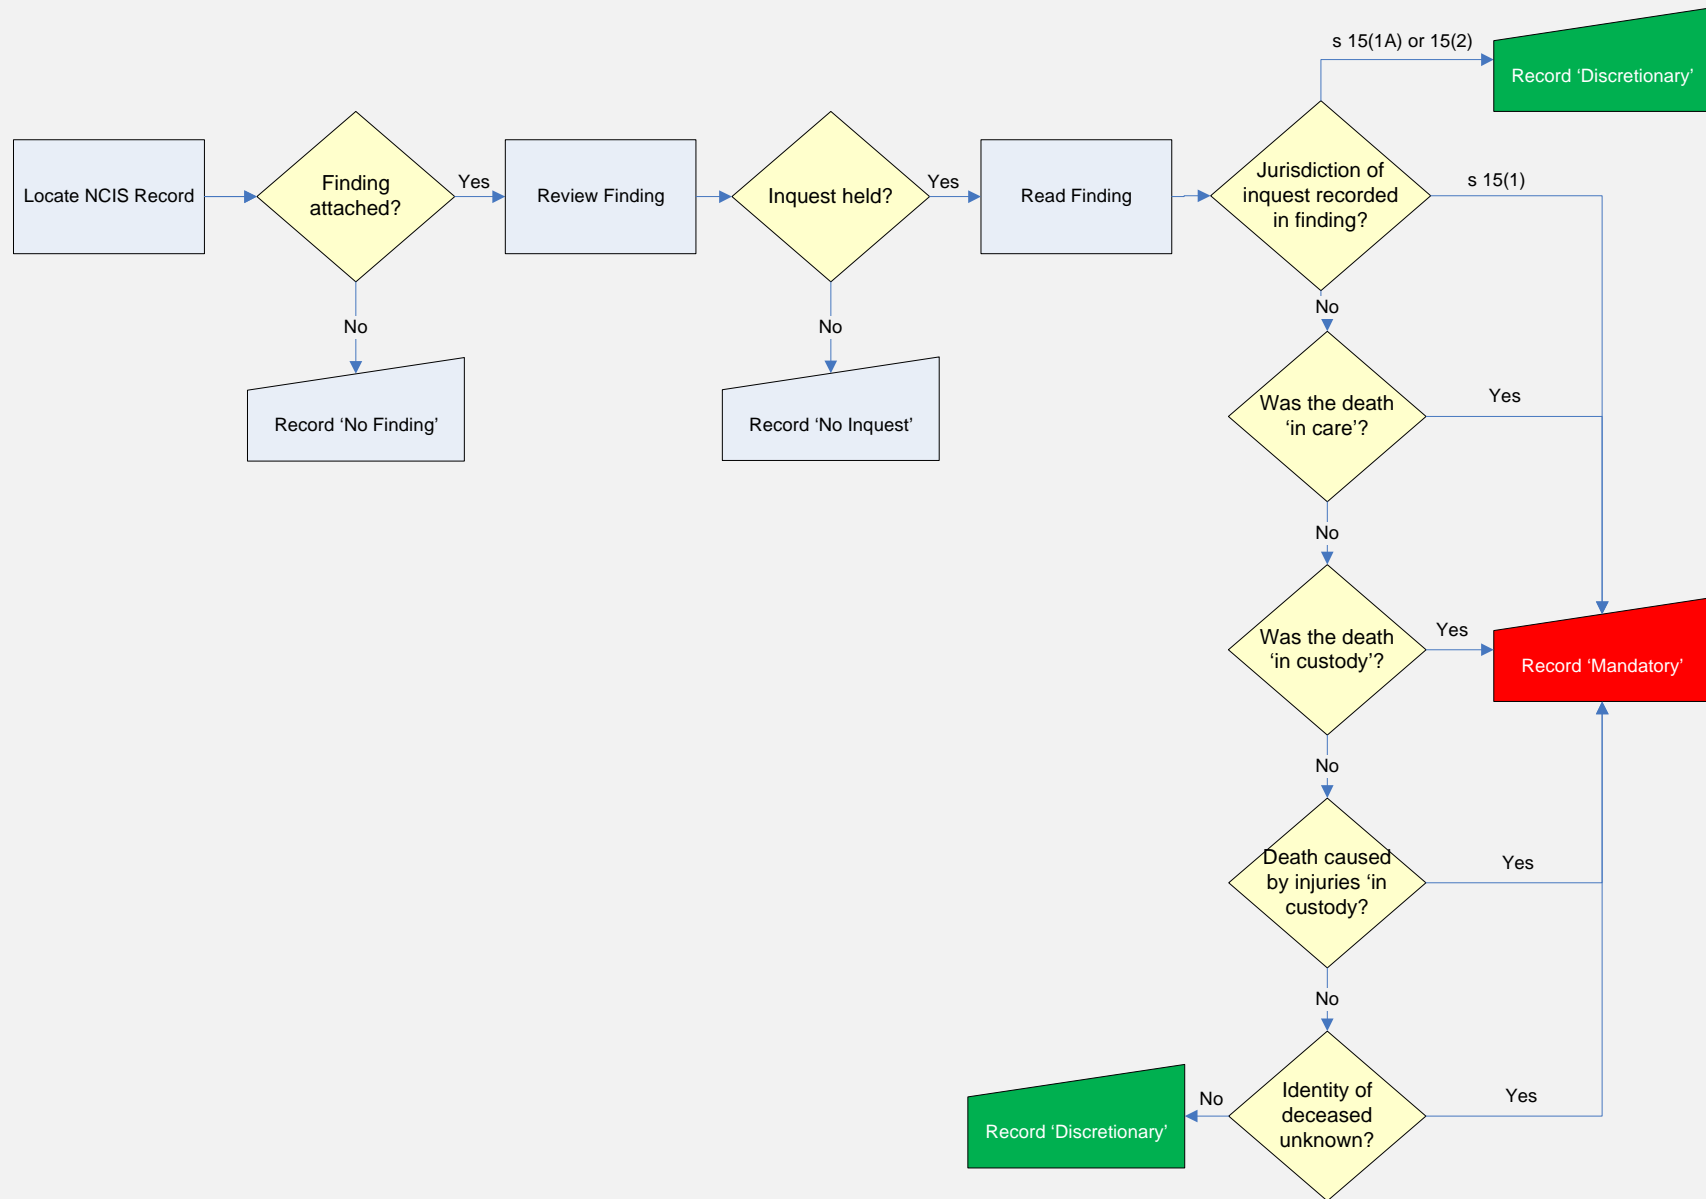 s 15(1A) or 15(2)
Record ‘Discretionary’
Locate NCIS Record
Finding
attached?
Yes
Review Finding
Inquest held?
Yes
Read Finding
Jurisdiction of
inquest recorded
in finding?
s 15(1)
No
Record ‘No Finding’
No
Record ‘No Inquest’
No
Was the death
‘in care’?
Yes
No
Was the death
‘in custody’?
Yes
Record ‘Mandatory’
No
Death caused
by injuries ‘in
custody?
Yes
No
Identity of
deceased
unknown?
Yes
No
Record ‘Discretionary’